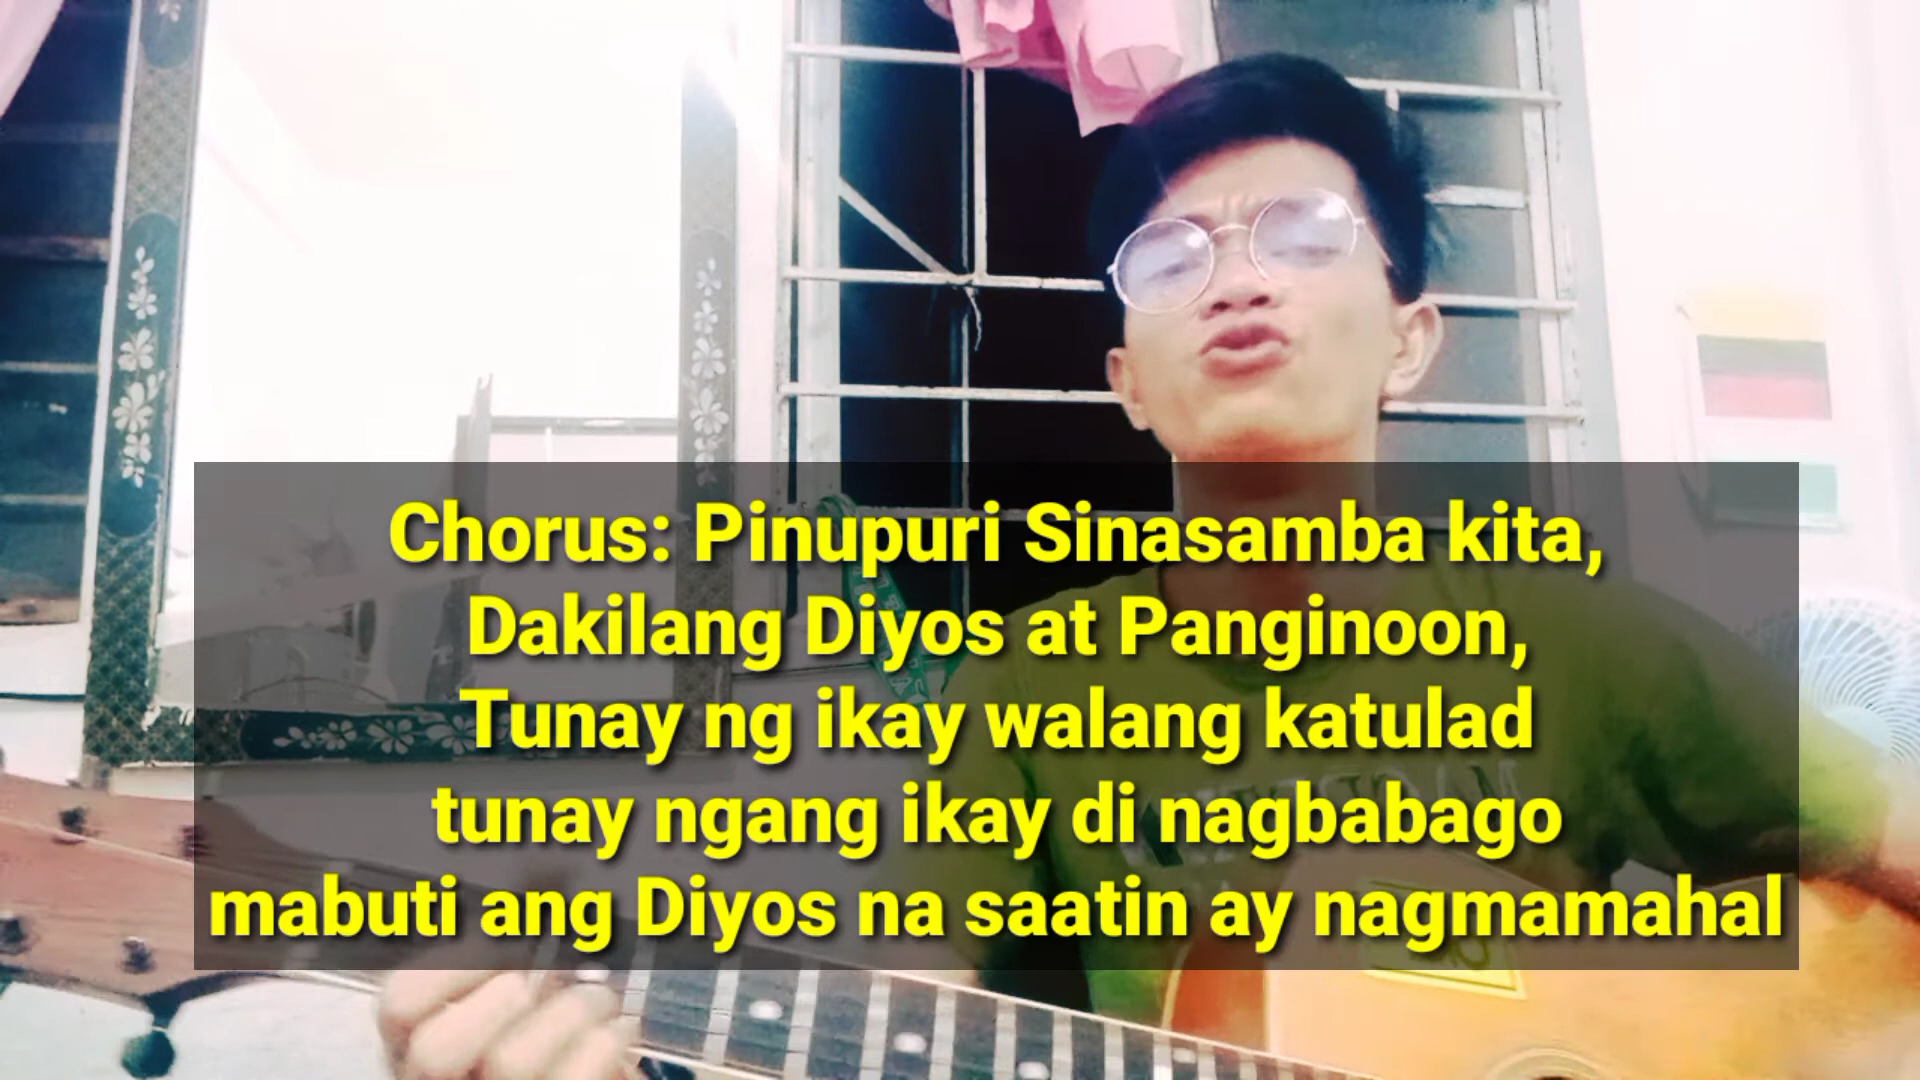 Chorus: Pinupuri Sinasamba kita,
Dakilang Diyos at Panginoon,
Tunay ng ikay walang katulad
tunay ngang ikay di nagbabago
mabuti ang Diyos na saatin ay nagmamahal